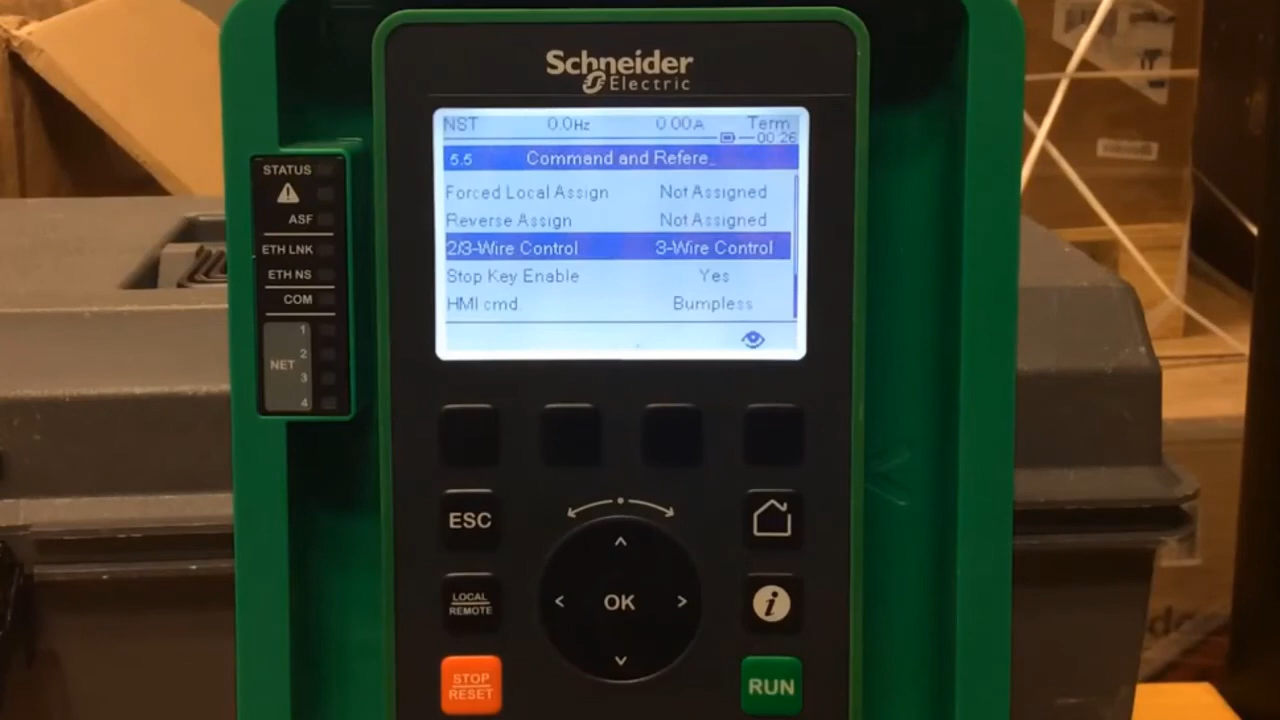 Schneider
Electric
NST 0.0Hz 0.00A Term
00:26
5.5 Command and Refere_
Forced Local Assign Not Assigned
Reverse Assign Not Assigned
2/3-Wire Control 3-Wire Control
Stop Key Enable Yes
HMI cmd. Bumpless
STATUS
ASF
ETH LNK
ETH NS
COM
NET
1
2
3
4
ESC
LOCAL
REMOTE
OK
i
STOP
RESET
RUN